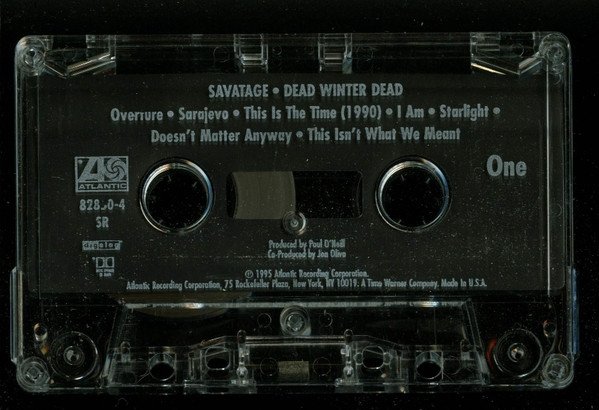 SAVATAGE • DEAD WINTER DEAD
Overture • Sarajevo • This Is The Time (1990) • I Am • Starlight •
Doesn't Matter Anyway • This Isn't What We Meant
One
ATLANTIC
SR
digalog
Produced by Paul O'Neill
Co-Produced by Jon Oliva
℗ 1995 Atlantic Recording Corporation.
Atlantic Recording Corporation, 75 Rockefeller Plaza, New York, NY 10019. A Time Warner Company. Made in U.S.A.